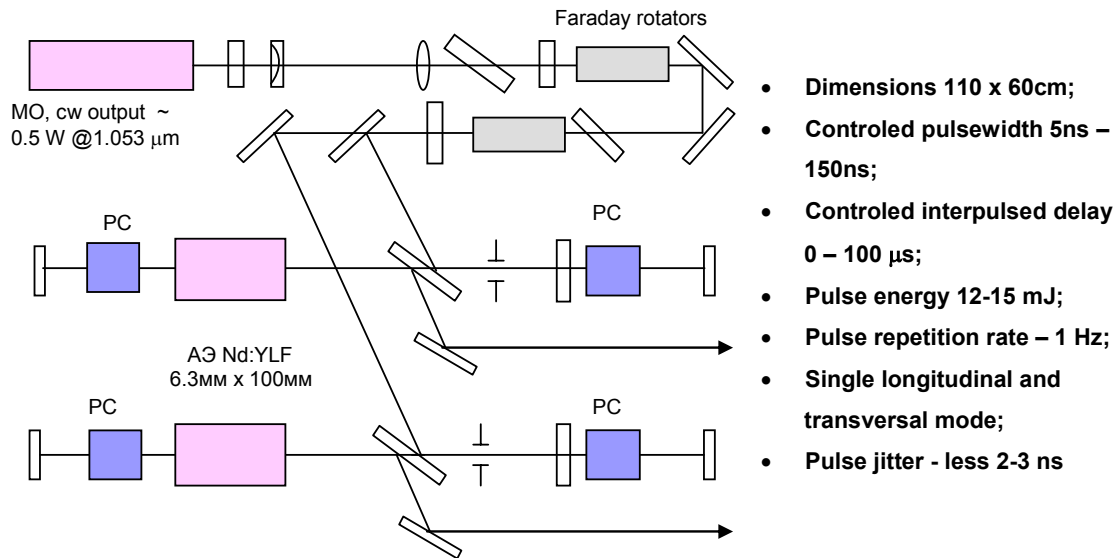 Faraday rotators
MO, cw output ~
0.5 W @1.053 μm
PC
PC
АЭ Nd:YLF
6.3мм x 100мм
PC
PC
• Dimensions 110 x 60cm;
• Controled pulsewidth 5ns –
150ns;
• Controled interpulsed delay
0 – 100 μs;
• Pulse energy 12-15 mJ;
• Pulse repetition rate – 1 Hz;
• Single longitudinal and
transversal mode;
• Pulse jitter - less 2-3 ns